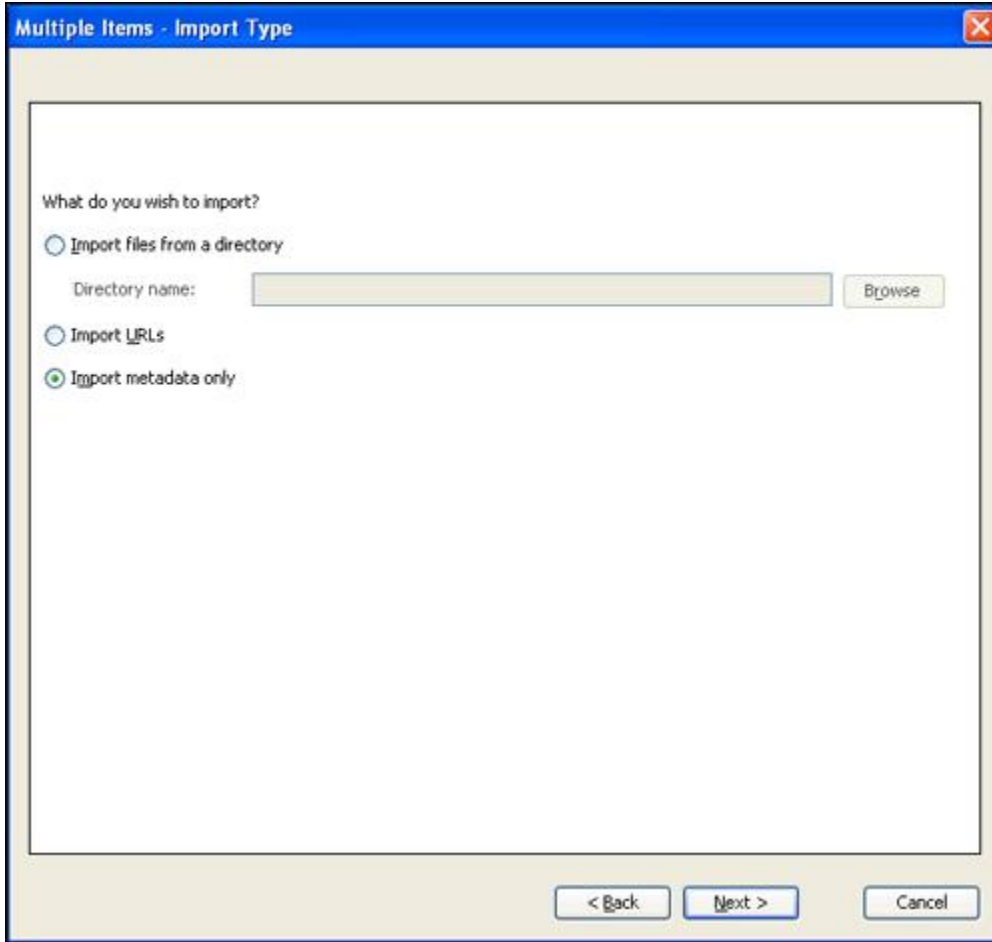 Multiple Items - Import Type
What do you wish to import?
Import files from a directory
Directory name:
Browse
Import URLs
Import metadata only
< Back
Next >
Cancel